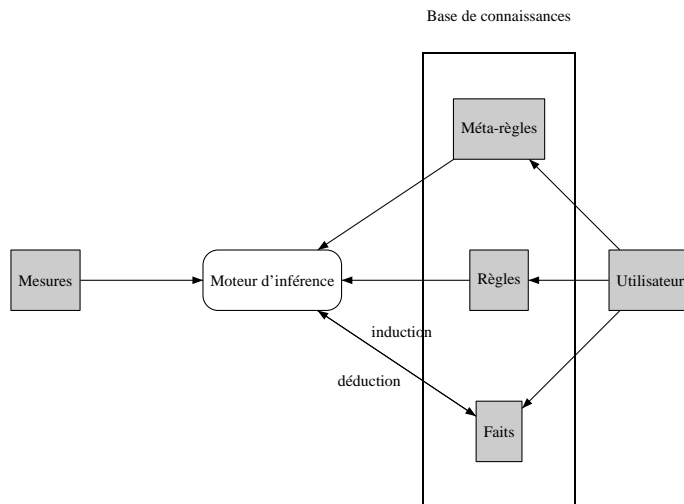 Base de connaissances
Méta-règles
Mesures
Moteur d'inférence
Règles
Utilisateur
induction
déduction
Faits